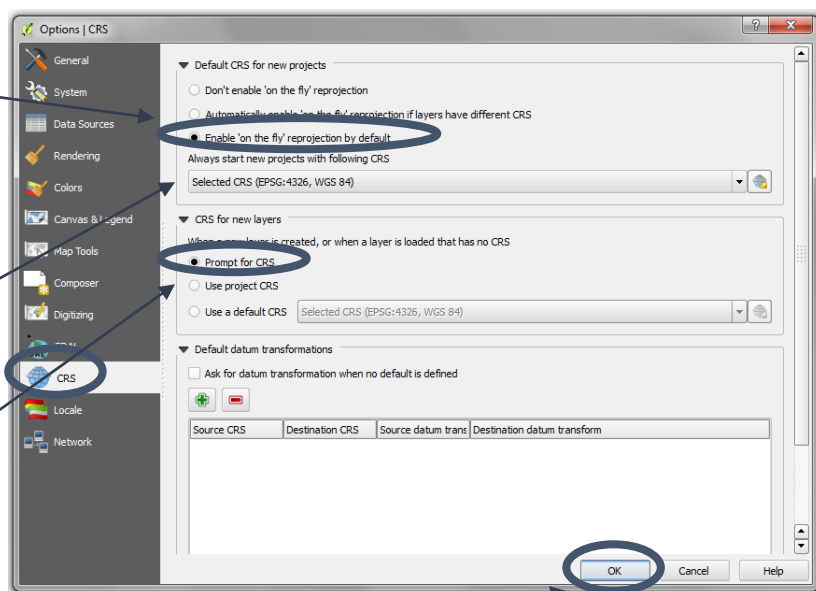 Options | CRS
General
System
Data Sources
Rendering
Colors
Canvas & Legend
Map Tools
Composer
Digitizing
GDAL
CRS
Locale
Network
Default CRS for new projects
Don't enable 'on the fly' reprojection
Automatically enable 'on the fly' reprojection if layers have different CRS
Enable 'on the fly' reprojection by default
Always start new projects with following CRS
Selected CRS (EPSG:4326, WGS 84)
CRS for new layers
When a new layer is created, or when a layer is loaded that has no CRS
Prompt for CRS
Use project CRS
Use a default CRS Selected CRS (EPSG:4326, WGS 84)
Default datum transformations
Ask for datum transformation when no default is defined
Source CRS Destination CRS Source datum trans Destination datum transform
OK Cancel Help